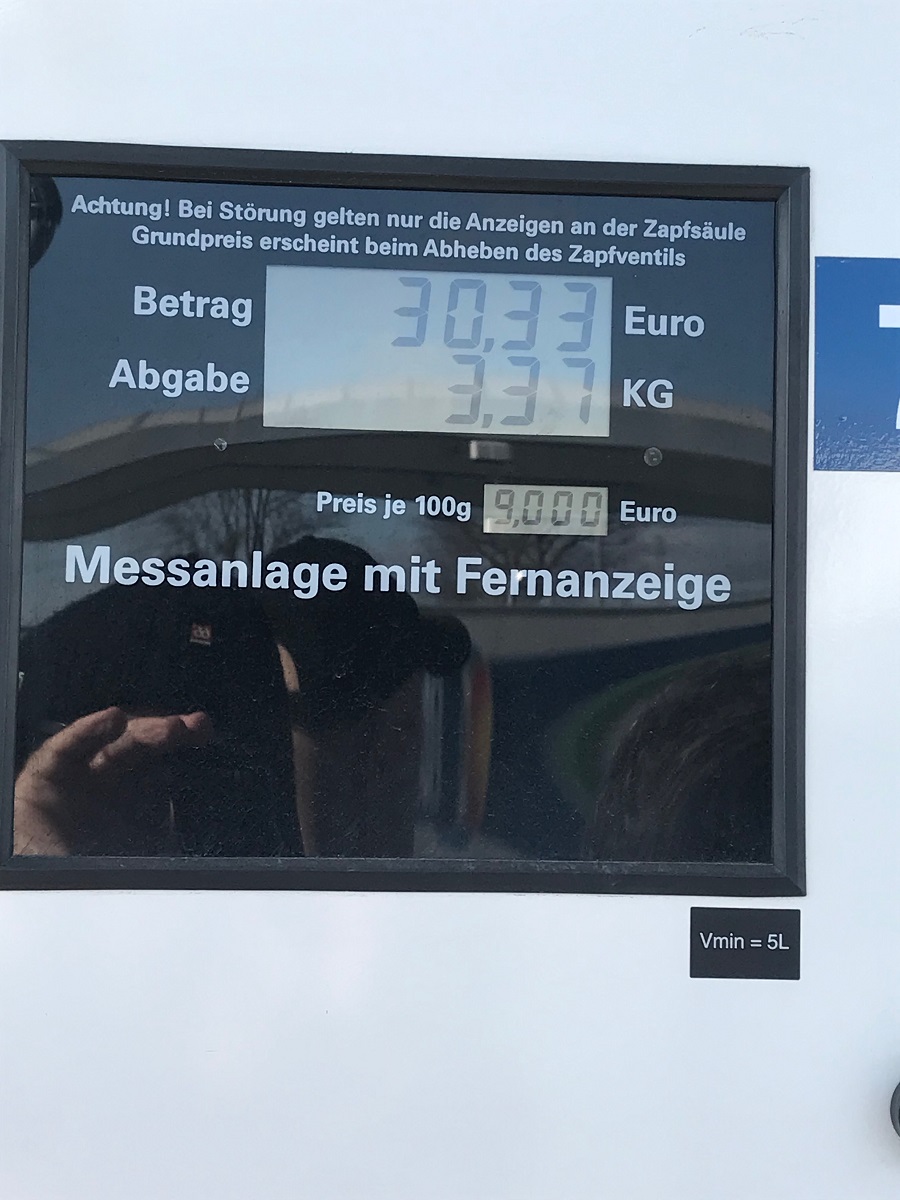 Achtung! Bei Störung gelten nur die Anzeigen an der Zapfsäule
Grundpreis erscheint beim Abheben des Zapfventils
Betrag 30,33 Euro
Abgabe 3,37 KG
Preis je 100g 9,000 Euro
Messanlage mit Fernanzeige
Vmin = 5L